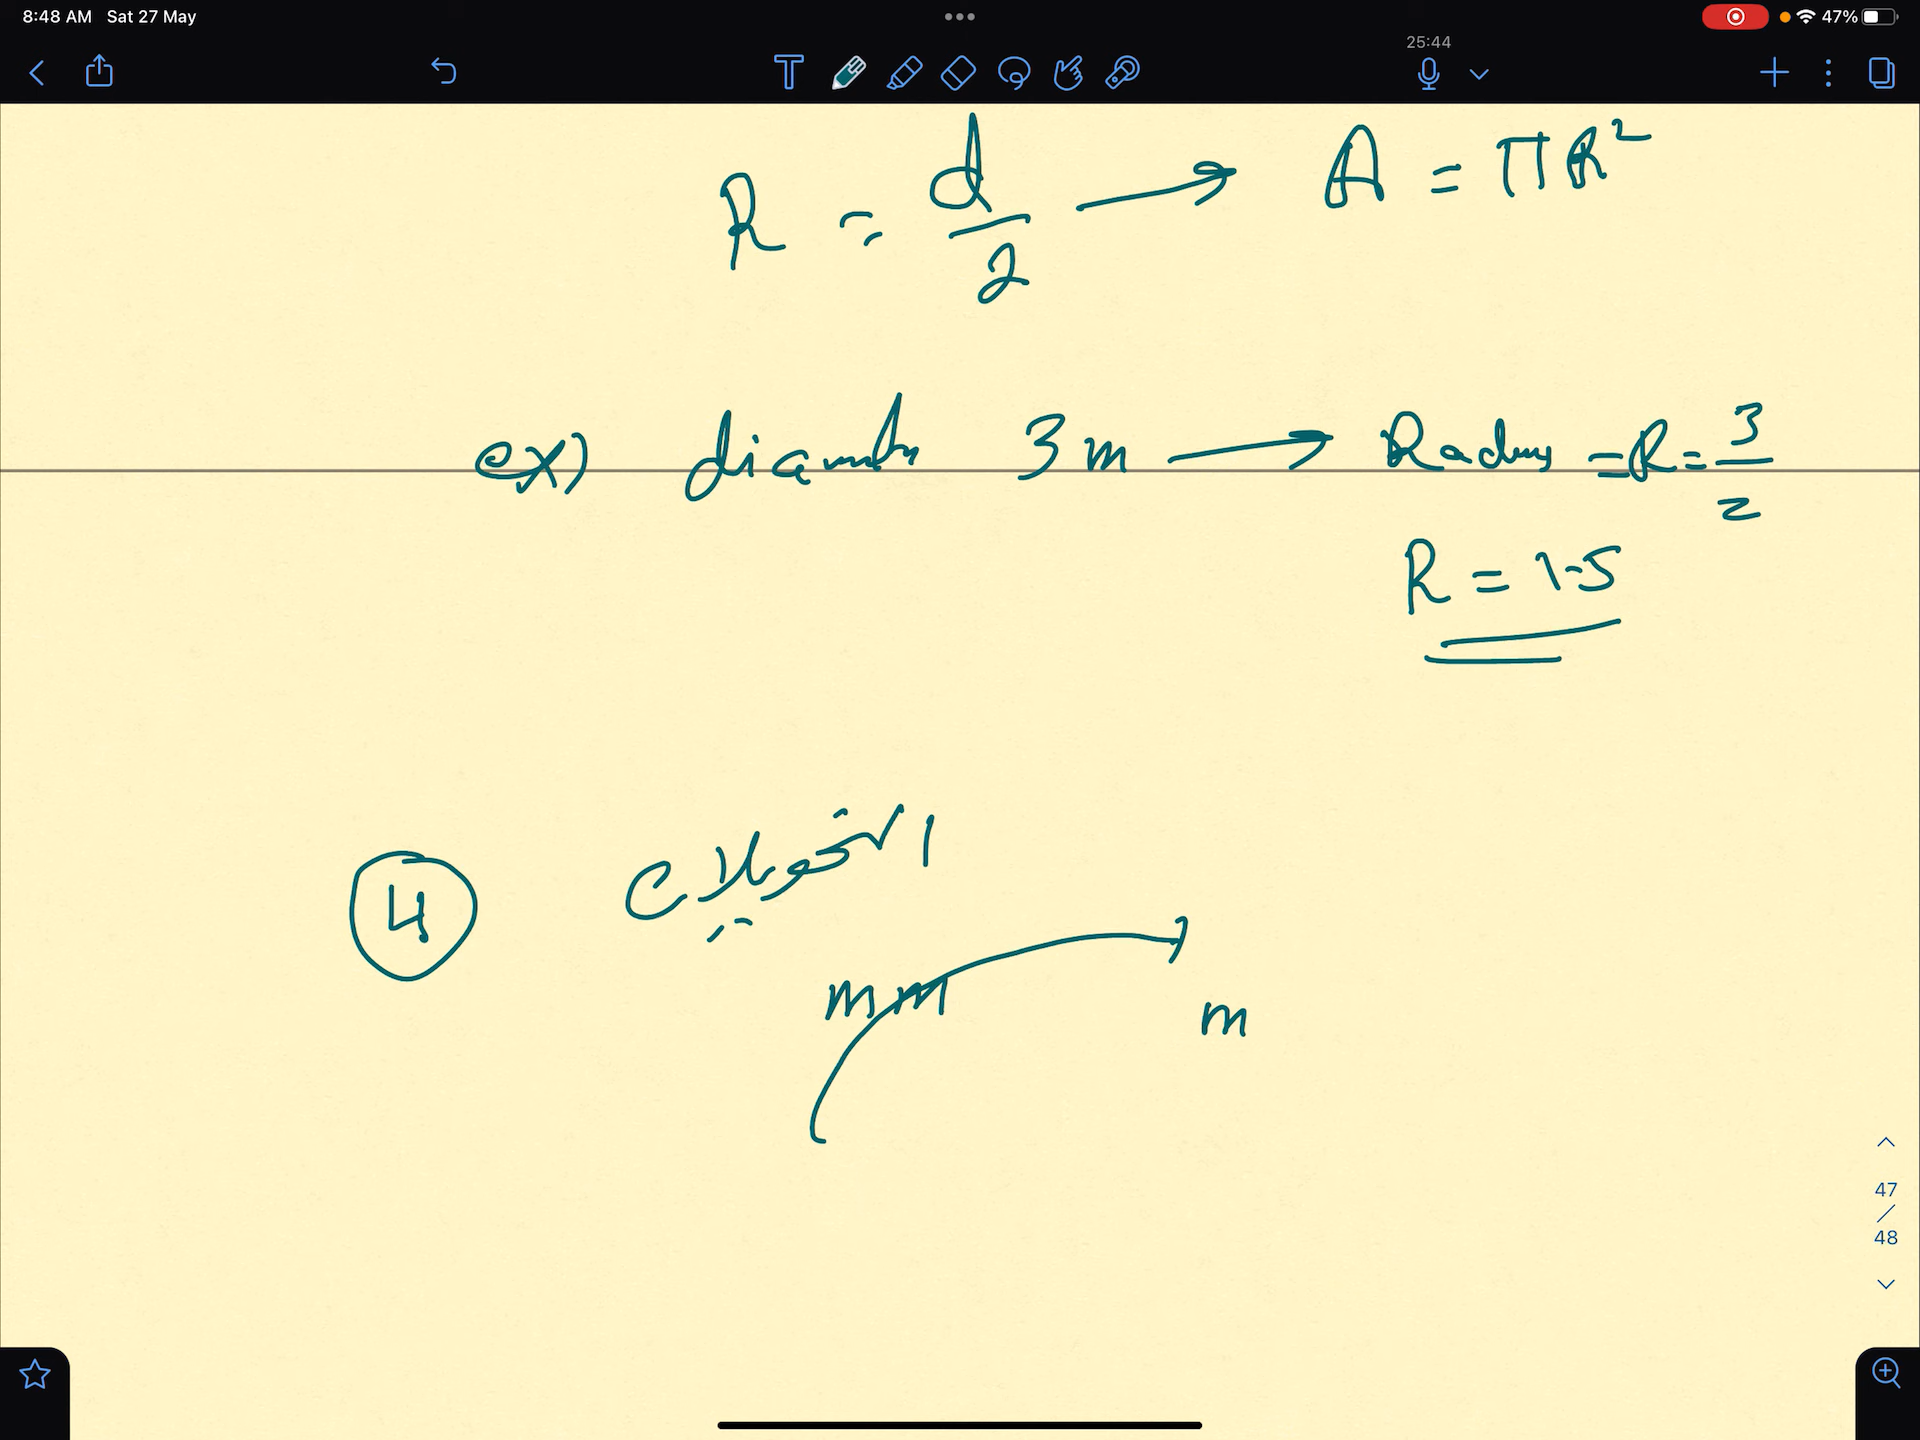 8:48 AM Sat 27 May
47%
25:44
R = d/2 → A = πR²
ex) diameter 3 m → Radius = R = 3/2
R = 1.5
4 التحويلات
mm m
47
/
48